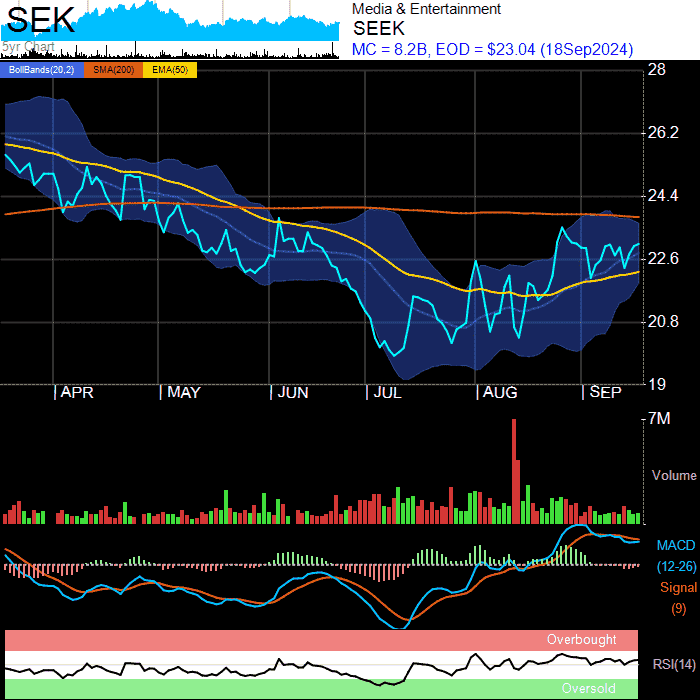 SEK
5yr Chart
Media & Entertainment
SEEK
MC = 8.2B, EOD = $23.04 (18Sep2024)
BollBands(20,2) SMA(200) EMA(50)
28
26.2
24.4
22.6
20.8
19
APR MAY JUN JUL AUG SEP
7M
Volume
MACD
(12-26)
Signal
(9)
Overbought
RSI(14)
Oversold